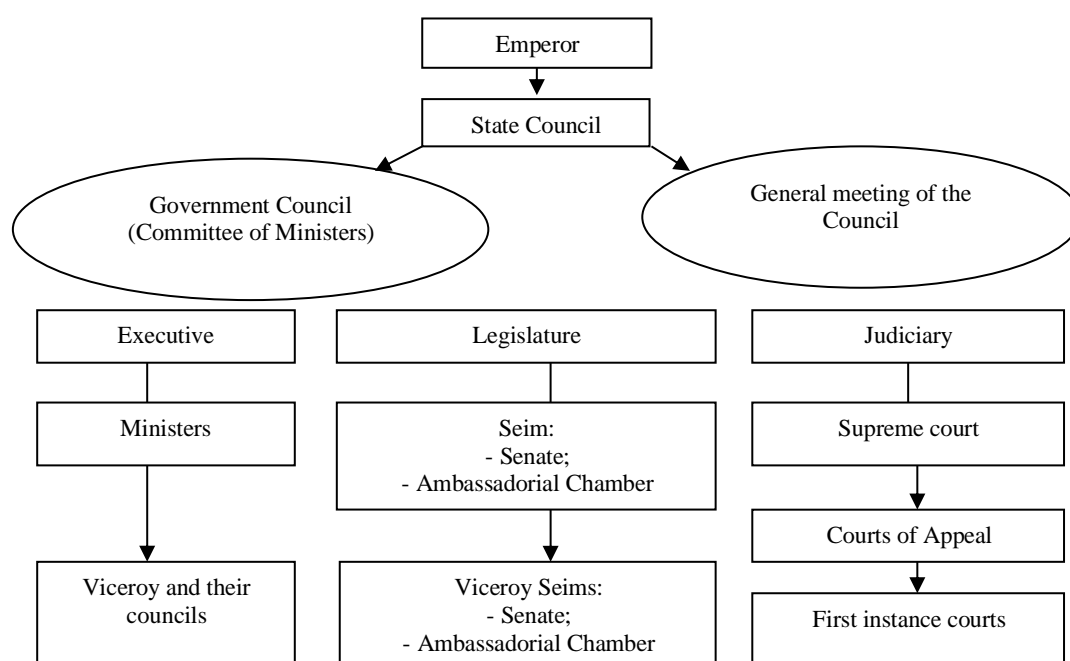 Emperor
State Council
Government Council
(Committee of Ministers)
General meeting of the
Council
Executive
Legislature
Judiciary
Ministers
Seim:
- Senate;
- Ambassadorial Chamber
Supreme court
Courts of Appeal
Viceroy and their
councils
Viceroy Seims:
- Senate;
- Ambassadorial Chamber
First instance courts